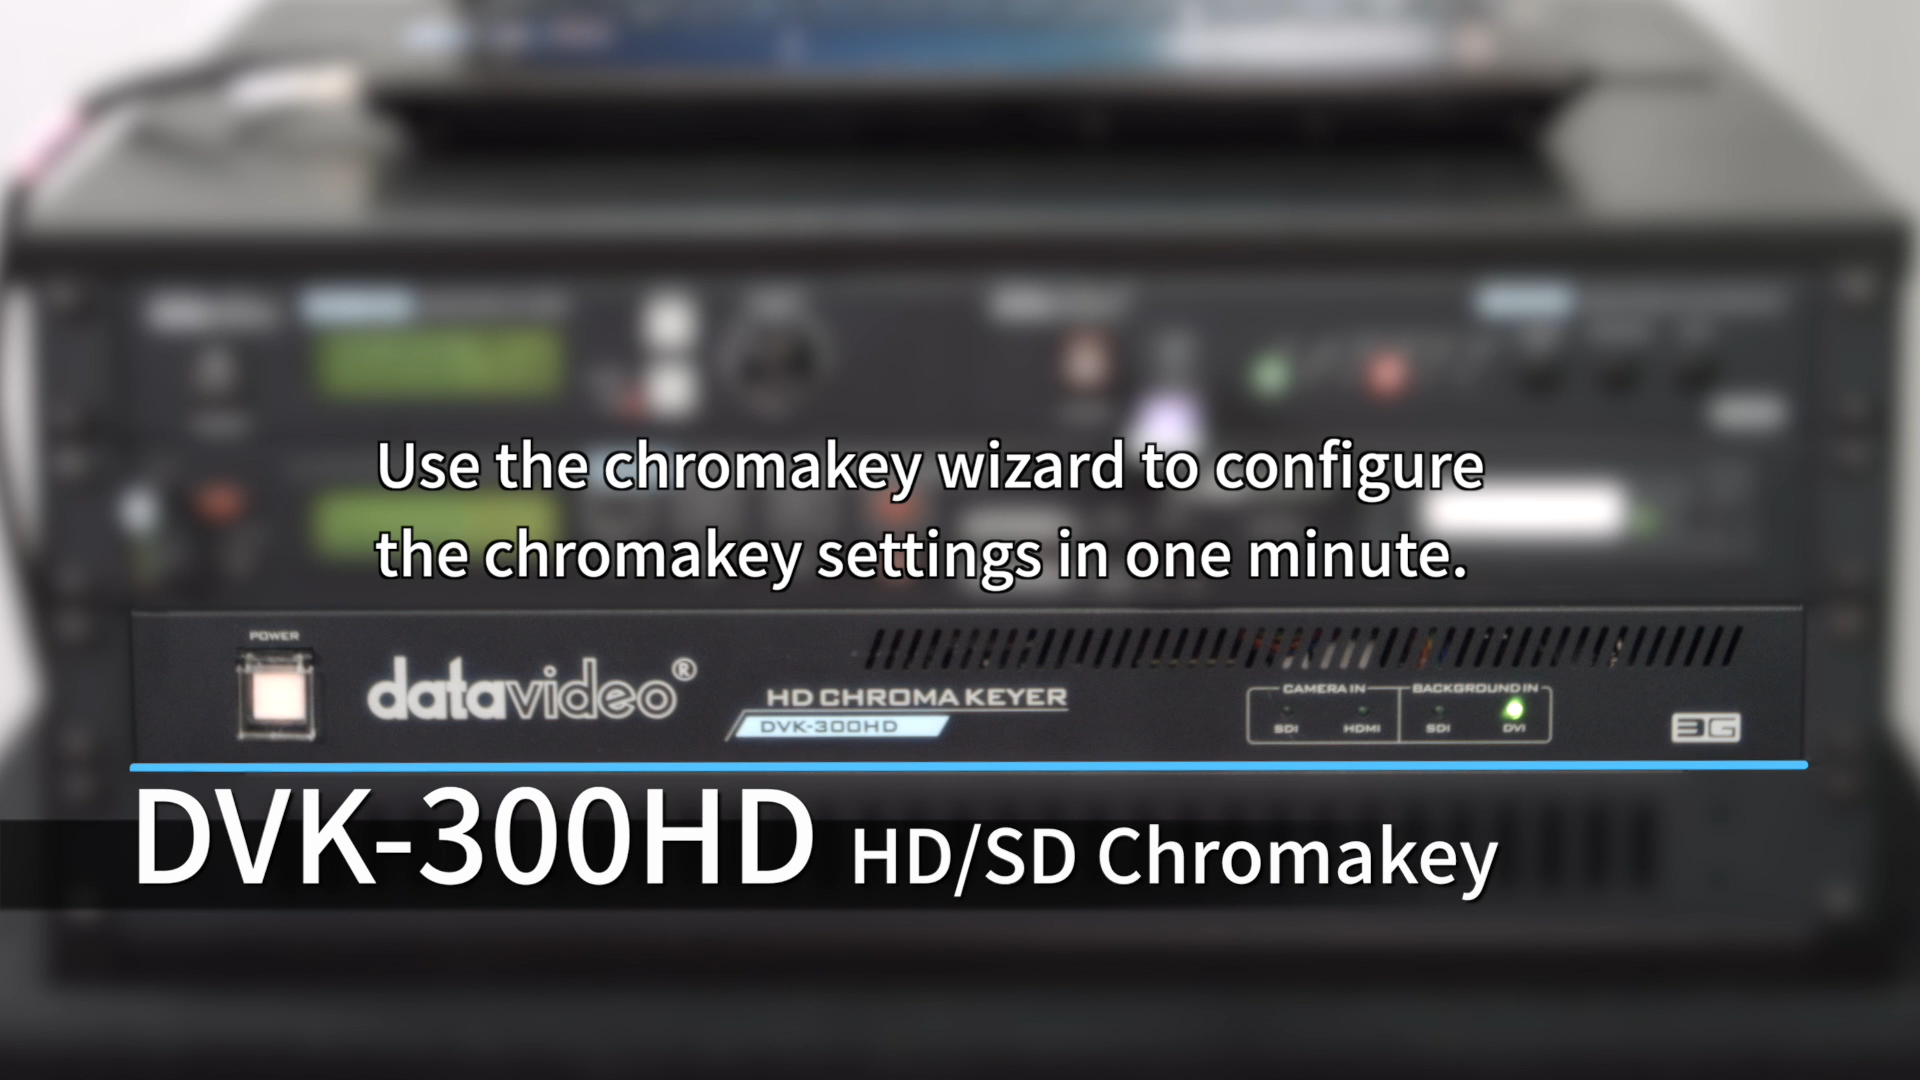 Use the chromakey wizard to configure
the chromakey settings in one minute.
POWER
datavideo®
HD CHROMA KEYER
DVK-300HD
CAMERA IN
BACKGROUND IN
SDI
HDMI
SDI
DVI
3G
DVK-300HD HD/SD Chromakey